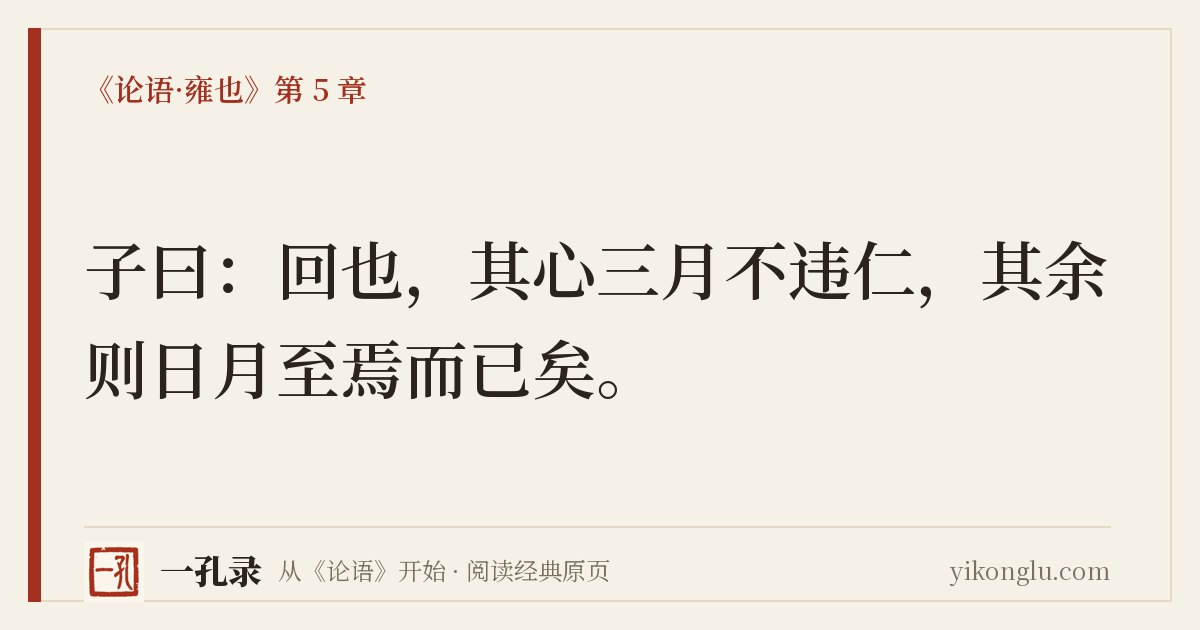 《论语·雍也》第 5 章
子曰：回也，其心三月不违仁，其余
则日月至焉而已矣。
一孔
一孔录 从《论语》开始 · 阅读经典原页 yikonglu.com